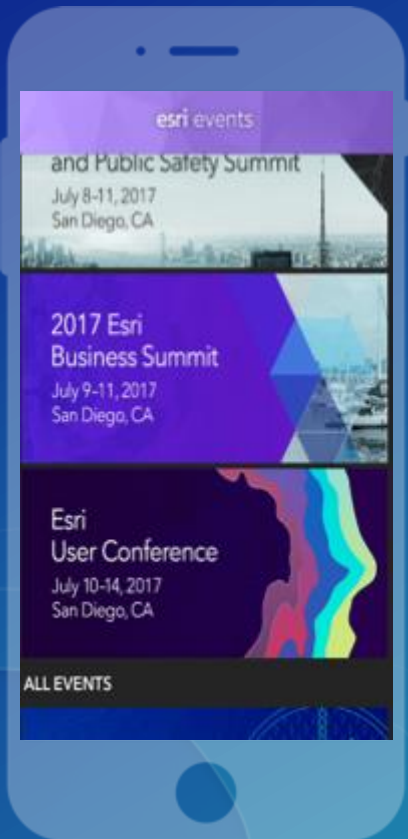 esri events
and Public Safety Summit
July 8-11, 2017
San Diego, CA
2017 Esri
Business Summit
July 9-11, 2017
San Diego, CA
Esri
User Conference
July 10-14, 2017
San Diego, CA
ALL EVENTS